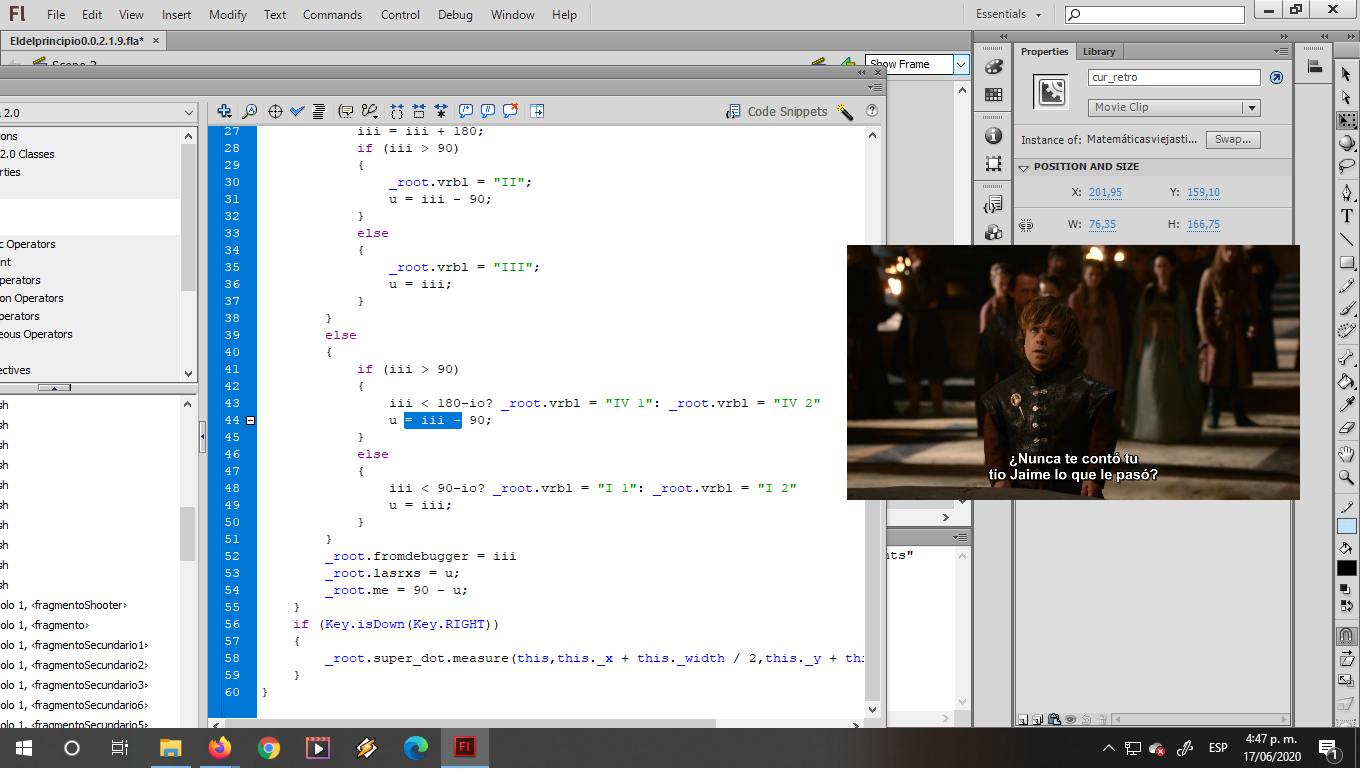 Fl File Edit View Insert Modify Text Commands Control Debug Window Help
Essentials
Eldelprincipio0.0.2.1.9.fla* ×
Scene 2
Show Frame
Properties Library
cur_retro
Movie Clip
Instance of: Matemáticasviejasti... Swap...
POSITION AND SIZE
X: 201,95 Y: 159,10
W: 76,35 H: 166,75
2.0
Code Snippets
ons
2.0 Classes
rties
c Operators
nt
perators
on Operators
rators
eous Operators
ectives
sh
sh
sh
sh
sh
sh
sh
sh
sh
sh
olo 1, <fragmentoShooter>
olo 1, <fragmento>
olo 1, <fragmentoSecundario1>
olo 1, <fragmentoSecundario2>
olo 1, <fragmentoSecundario3>
olo 1, <fragmentoSecundario6>
olo 1, <fragmentoSecundario5>
27 iii = iii + 180;
28 if (iii > 90)
29 {
30 _root.vrbl = "II";
31 u = iii - 90;
32 }
33 else
34 {
35 _root.vrbl = "III";
36 u = iii;
37 }
38 }
39 else
40 {
41 if (iii > 90)
42 {
43 iii < 180-io? _root.vrbl = "IV 1": _root.vrbl = "IV 2"
44 u = iii - 90;
45 }
46 else
47 {
48 iii < 90-io? _root.vrbl = "I 1": _root.vrbl = "I 2"
49 u = iii;
50 }
51 }
52 _root.fromdebugger = iii
53 _root.lasrxs = u;
54 _root.me = 90 - u;
55 }
56 if (Key.isDown(Key.RIGHT))
57 {
58 _root.super_dot.measure(this,this._x + this._width / 2,this._y + thi
59 }
60 }
nts"
¿Nunca te contó tu
tío Jaime lo que le pasó?
Fl
ESP
4:47 p. m.
17/06/2020
1